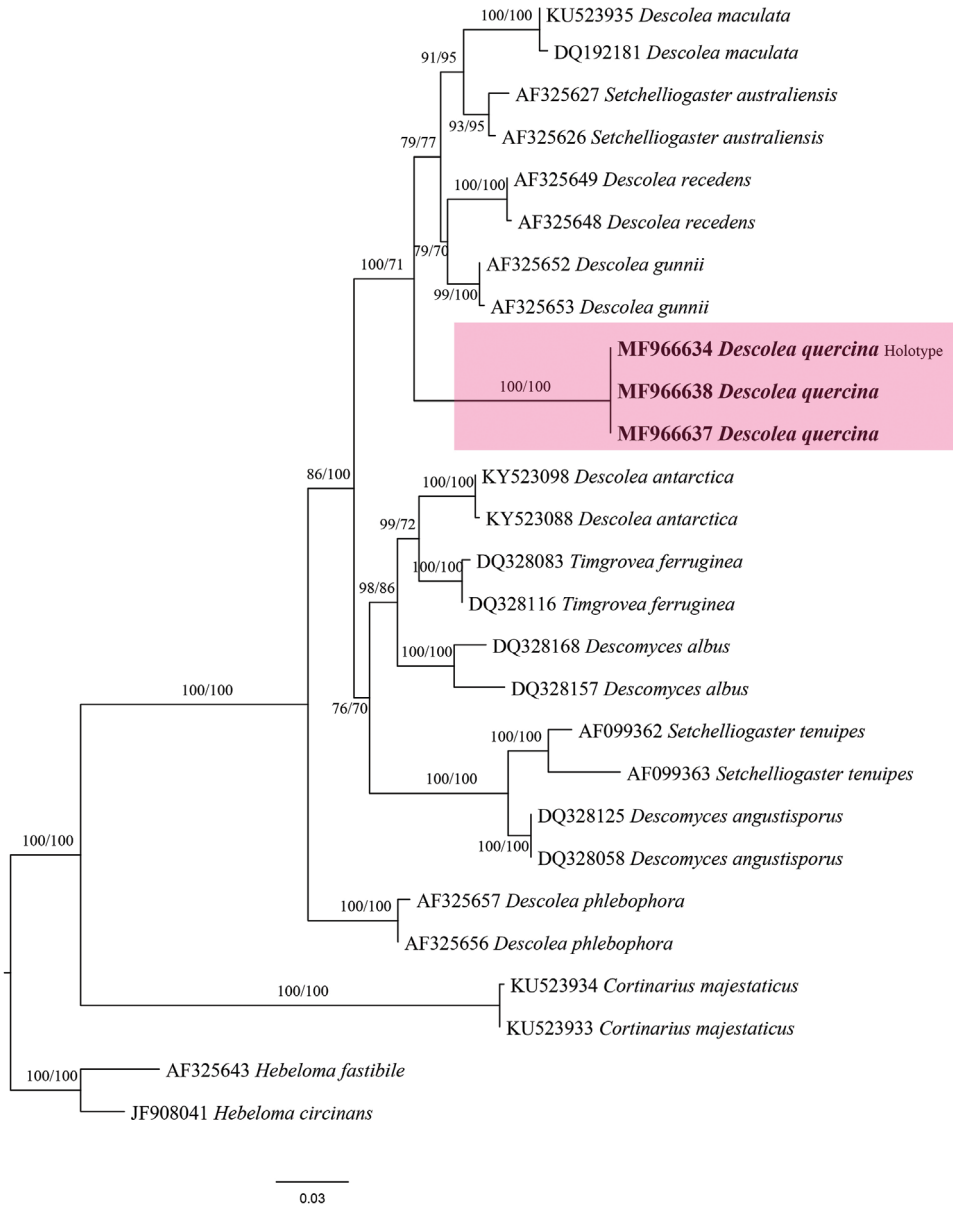 100/100 KU523935 Descolea maculata
DQ192181 Descolea maculata
91/95
AF325627 Setchelliogaster australiensis
93/95
AF325626 Setchelliogaster australiensis
79/77
100/100 AF325649 Descolea recedens
AF325648 Descolea recedens
79/70
100/71
AF325652 Descolea gunnii
99/100
AF325653 Descolea gunnii
MF966634 Descolea quercina Holotype
100/100
MF966638 Descolea quercina
MF966637 Descolea quercina
86/100
100/100 KY523098 Descolea antarctica
KY523088 Descolea antarctica
99/72
100/100 DQ328083 Timgrovea ferruginea
DQ328116 Timgrovea ferruginea
98/86
100/100 DQ328168 Descomyces albus
DQ328157 Descomyces albus
100/100
76/70
100/100 AF099362 Setchelliogaster tenuipes
AF099363 Setchelliogaster tenuipes
100/100
DQ328125 Descomyces angustisporus
100/100
DQ328058 Descomyces angustisporus
100/100
100/100 AF325657 Descolea phlebophora
AF325656 Descolea phlebophora
KU523934 Cortinarius majestaticus
100/100
KU523933 Cortinarius majestaticus
100/100 AF325643 Hebeloma fastibile
JF908041 Hebeloma circinans
0.03